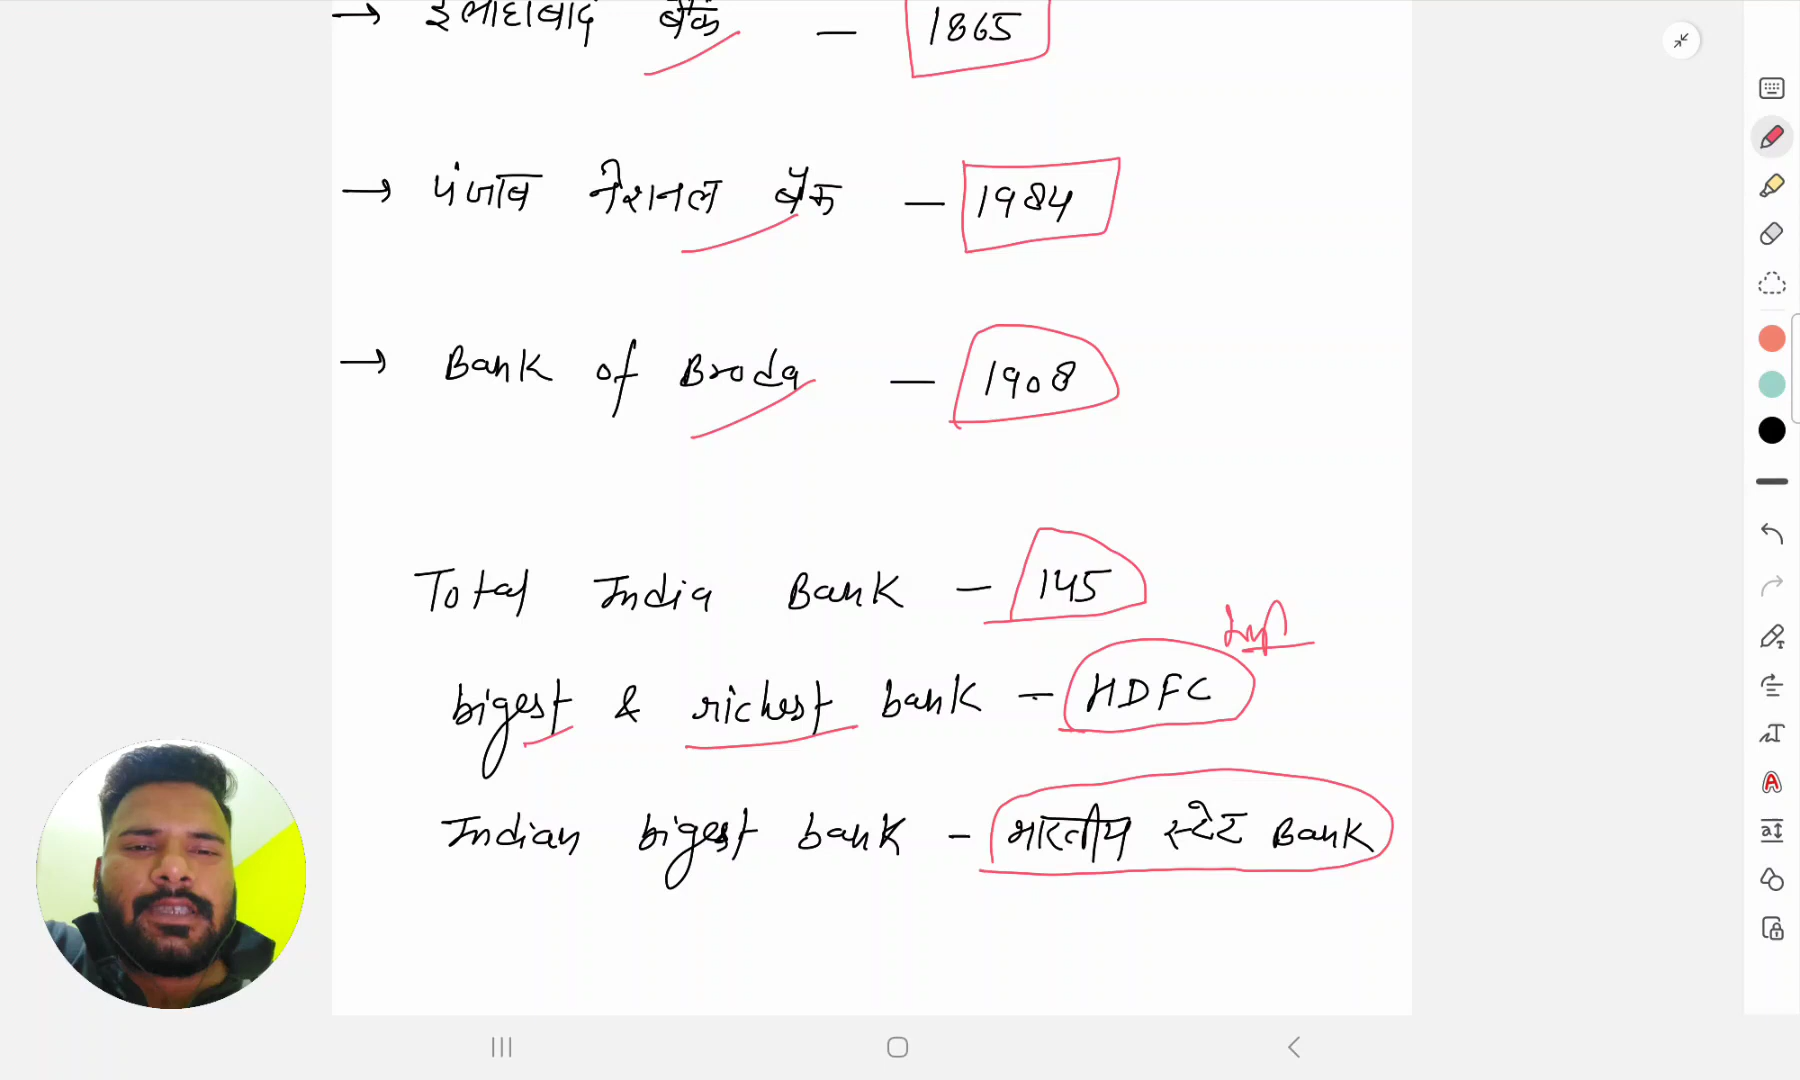 → इलाहाबाद बैंक – 1865
→ पंजाब नेशनल बैंक – 1984
→ Bank of Broda – 1908
Total India Bank – 145
bigest & richest bank – HDFC
Indian bigest bank – भारतीय स्टेट Bank